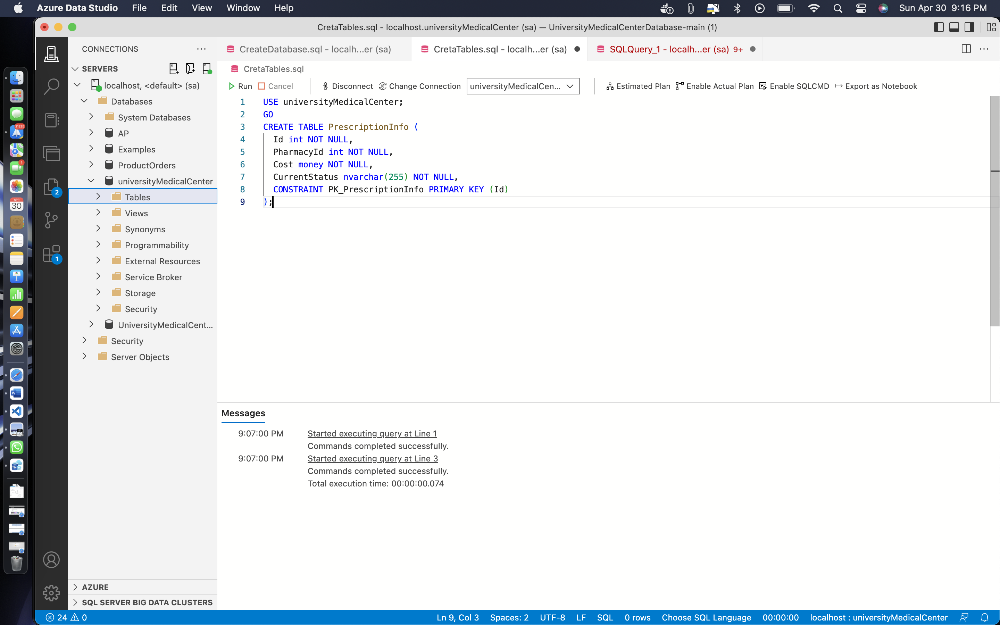 Azure Data Studio File Edit View Window Help Sun Apr 30 9:16 PM
CretaTables.sql - localhost.universityMedicalCenter (sa) — UniversityMedicalCenterDatabase-main (1)
CONNECTIONS
CreateDatabase.sql - localh...er (sa)
CretaTables.sql - localh...er (sa)
SQLQuery_1 - localh...er (sa) 9+
SERVERS
CretaTables.sql
localhost, <default> (sa)
Run Cancel Disconnect Change Connection universityMedicalCen... Estimated Plan Enable Actual Plan Enable SQLCMD Export as Notebook
Databases
System Databases
AP
Examples
ProductOrders
universityMedicalCenter
Tables
Views
Synonyms
Programmability
External Resources
Service Broker
Storage
Security
UniversityMedicalCent...
Security
Server Objects
AZURE
SQL SERVER BIG DATA CLUSTERS
1 USE universityMedicalCenter;
2 GO
3 CREATE TABLE PrescriptionInfo (
4 Id int NOT NULL,
5 PharmacyId int NOT NULL,
6 Cost money NOT NULL,
7 CurrentStatus nvarchar(255) NOT NULL,
8 CONSTRAINT PK_PrescriptionInfo PRIMARY KEY (Id)
9 );
Messages
9:07:00 PM Started executing query at Line 1
Commands completed successfully.
9:07:00 PM Started executing query at Line 3
Commands completed successfully.
Total execution time: 00:00:00.074
2
1
21225
1
APR
30
W
24 0 Ln 9, Col 3 Spaces: 2 UTF-8 LF SQL 0 rows Choose SQL Language 00:00:00 localhost : universityMedicalCenter